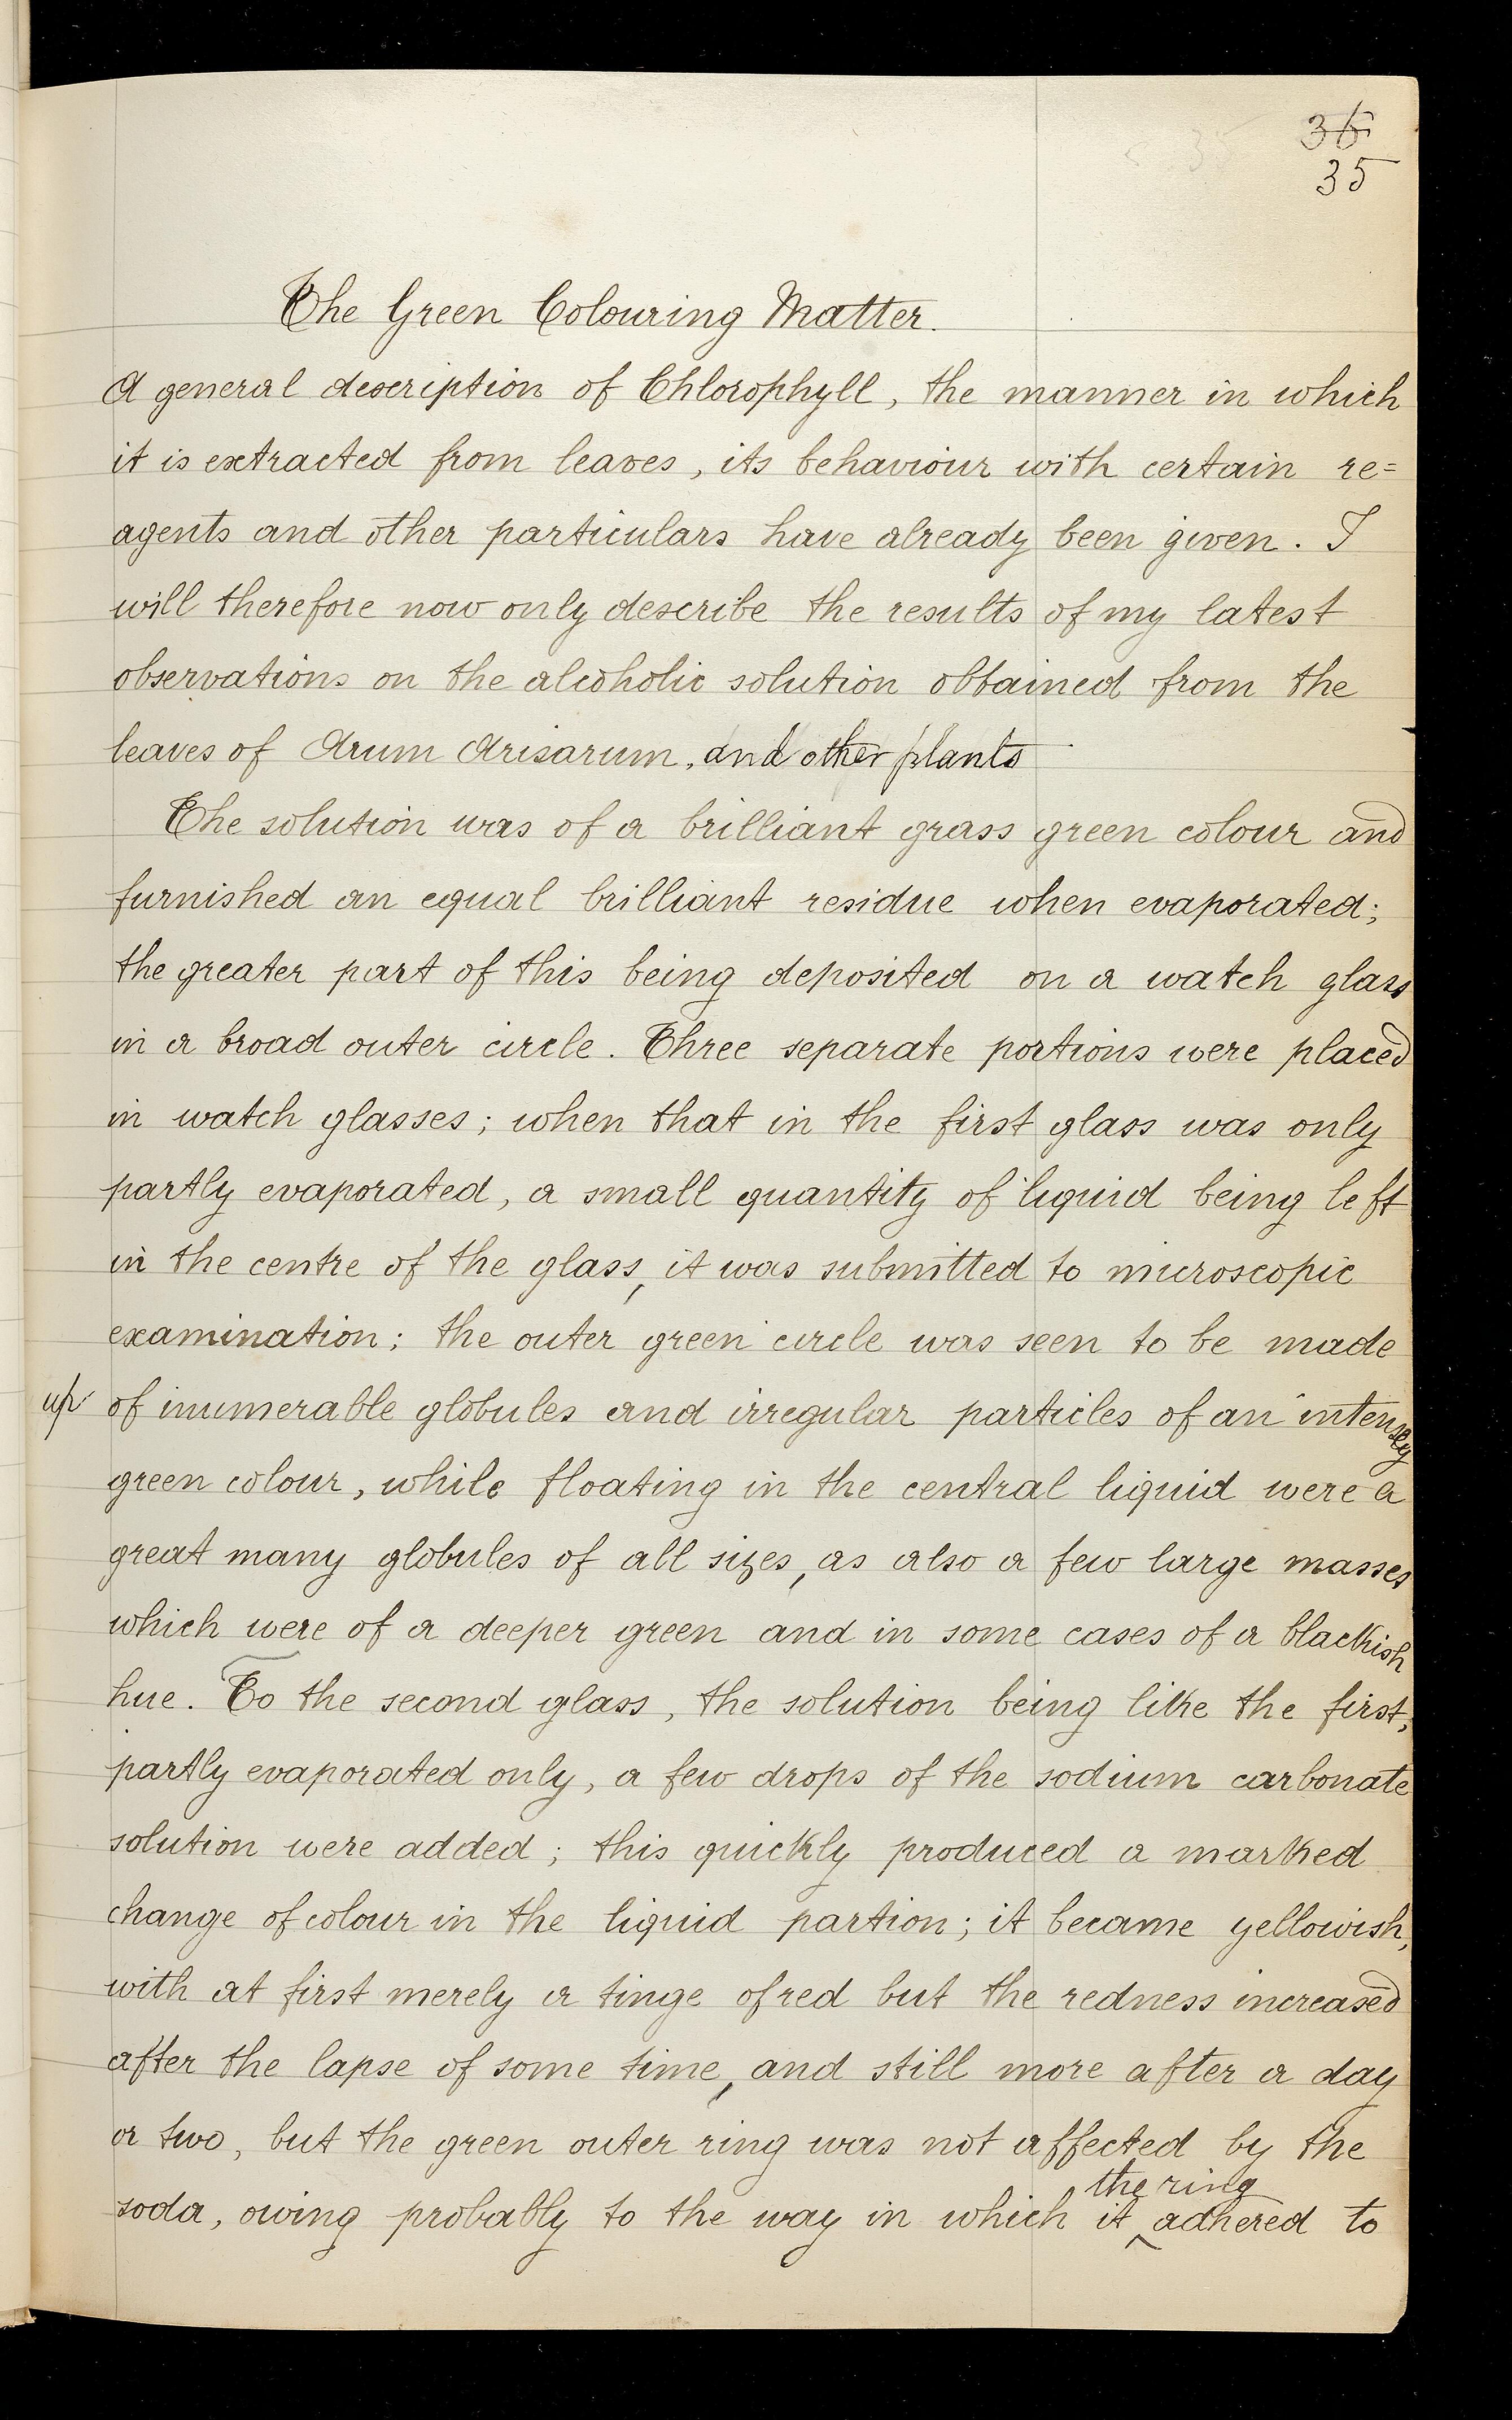 36
35
The Green Colouring Matter.
A general description of Chlorophyll, the manner in which
it is extracted from leaves, its behaviour with certain re=
agents and other particulars have already been given. I
will therefore now only describe the results of my latest
observations on the alcoholic solution obtained from the
leaves of Arum Arisarum, and other plants
The solution was of a brilliant grass green colour and
furnished an equal brilliant residue when evaporated;
the greater part of this being deposited on a watch glass
in a broad outer circle. Three separate portions were placed
in watch glasses; when that in the first glass was only
partly evaporated, a small quantity of liquid being left
in the centre of the glass, it was submitted to microscopic
examination; the outer green circle was seen to be made
up of inumerable globules and irregular particles of an intensey
green colour, while floating in the central liquid were a
great many globules of all sizes, as also a few large masses
which were of a deeper green and in some cases of a blackish
hue. To the second glass, the solution being like the first,
partly evaporated only, a few drops of the sodium carbonate
solution were added; this quickly produced a marked
change of colour in the liquid partion; it became yellowish,
with at first merely a tinge of red but the redness increased
after the lapse of some time, and still more after a day
or two, but the green outer ring was not affected by the
the ring
soda, owing probably to the way in which it adhered to